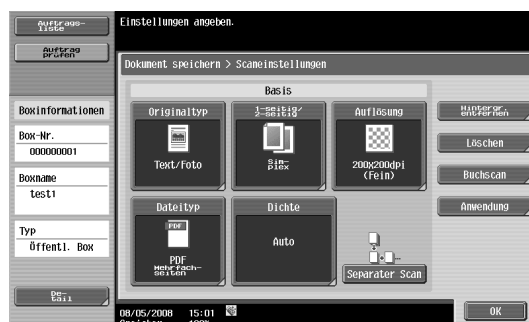 Auftrags-
liste
Auftrag
prüfen
Einstellungen angeben.
Dokument speichern > Scaneinstellungen
Boxinformationen
Box-Nr.
000000001
Boxname
test1
Typ
Öffentl. Box
De-
tail
Basis
Originaltyp
Text/Foto
1-seitig/
2-seitig
Sim-
plex
Auflösung
200x200dpi
(Fein)
Dateityp
PDF
PDF
Mehrfach-
seiten
Dichte
Auto
Separater Scan
Hintergr.
entfernen
Löschen
Buchscan
Anwendung
08/05/2008 15:01
Speicher 100%
OK